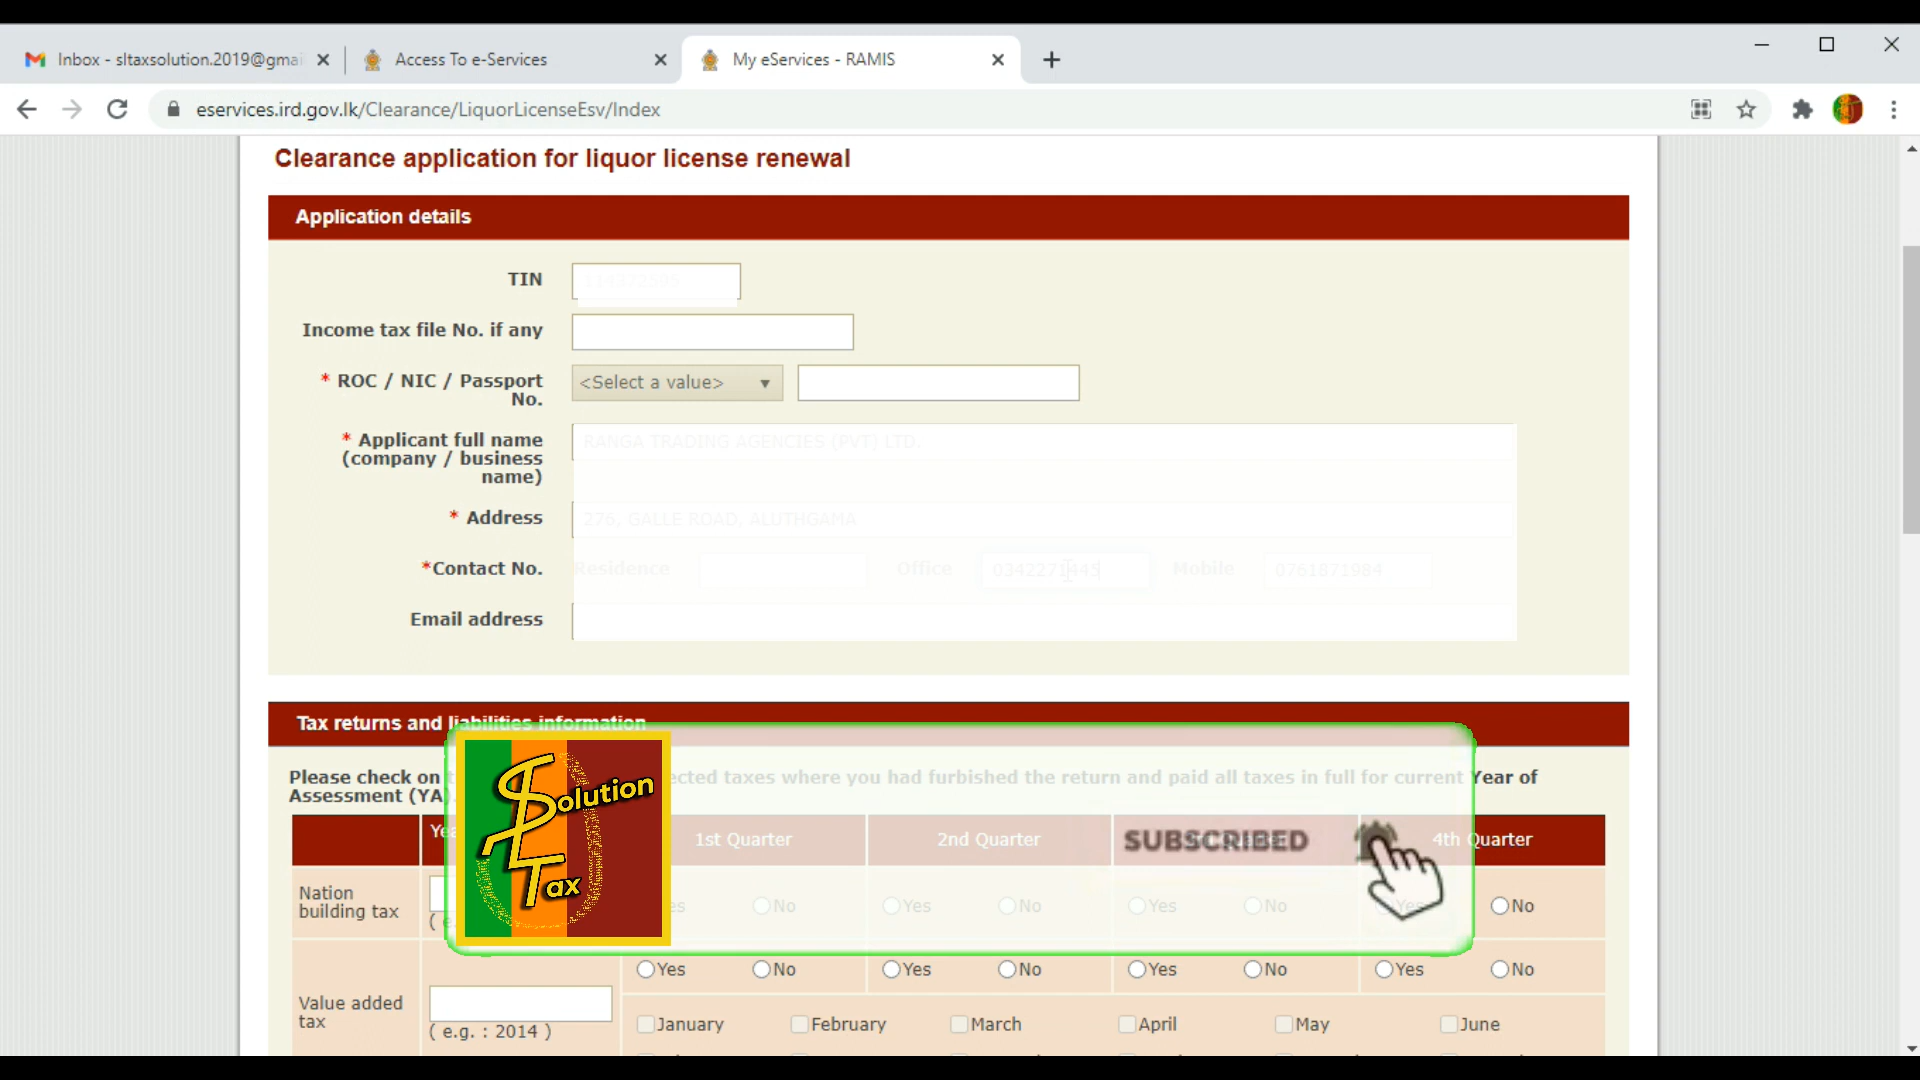 Inbox - sltaxsolution.2019@gmai
Access To e-Services
My eServices - RAMIS
eservices.ird.gov.lk/Clearance/LiquorLicenseEsv/Index
Clearance application for liquor license renewal
Application details
TIN
Income tax file No. if any
* ROC / NIC / Passport No.
<Select a value>
* Applicant full name
(company / business
name)
RANGA TRADING AGENCIES (PVT) LTD.
* Address
276, GALLE ROAD, ALUTHGAMA
*Contact No. Residence Office 0342271445 Mobile 0761871984
Email address
Tax returns and liabilities information
Please check on ected taxes where you had furbished the return and paid all taxes in full for current Year of
Assessment (YA)
1st Quarter 2nd Quarter 4th Quarter
SUBSCRIBED
Solution
SL
Tax
Nation
building tax
No Yes No Yes No Yes No
Yes No Yes No Yes No Yes No
Value added
tax
( e.g. : 2014 )
January February March April May June